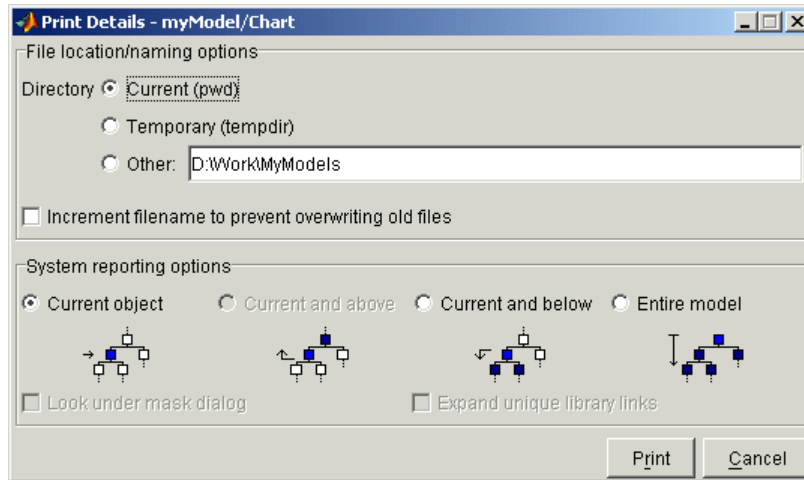 Print Details - myModel/Chart
File location/naming options
Directory Current (pwd)
Temporary (tempdir)
Other: D:\Work\MyModels
Increment filename to prevent overwriting old files
System reporting options
Current object Current and above Current and below Entire model
Look under mask dialog Expand unique library links
Print Cancel